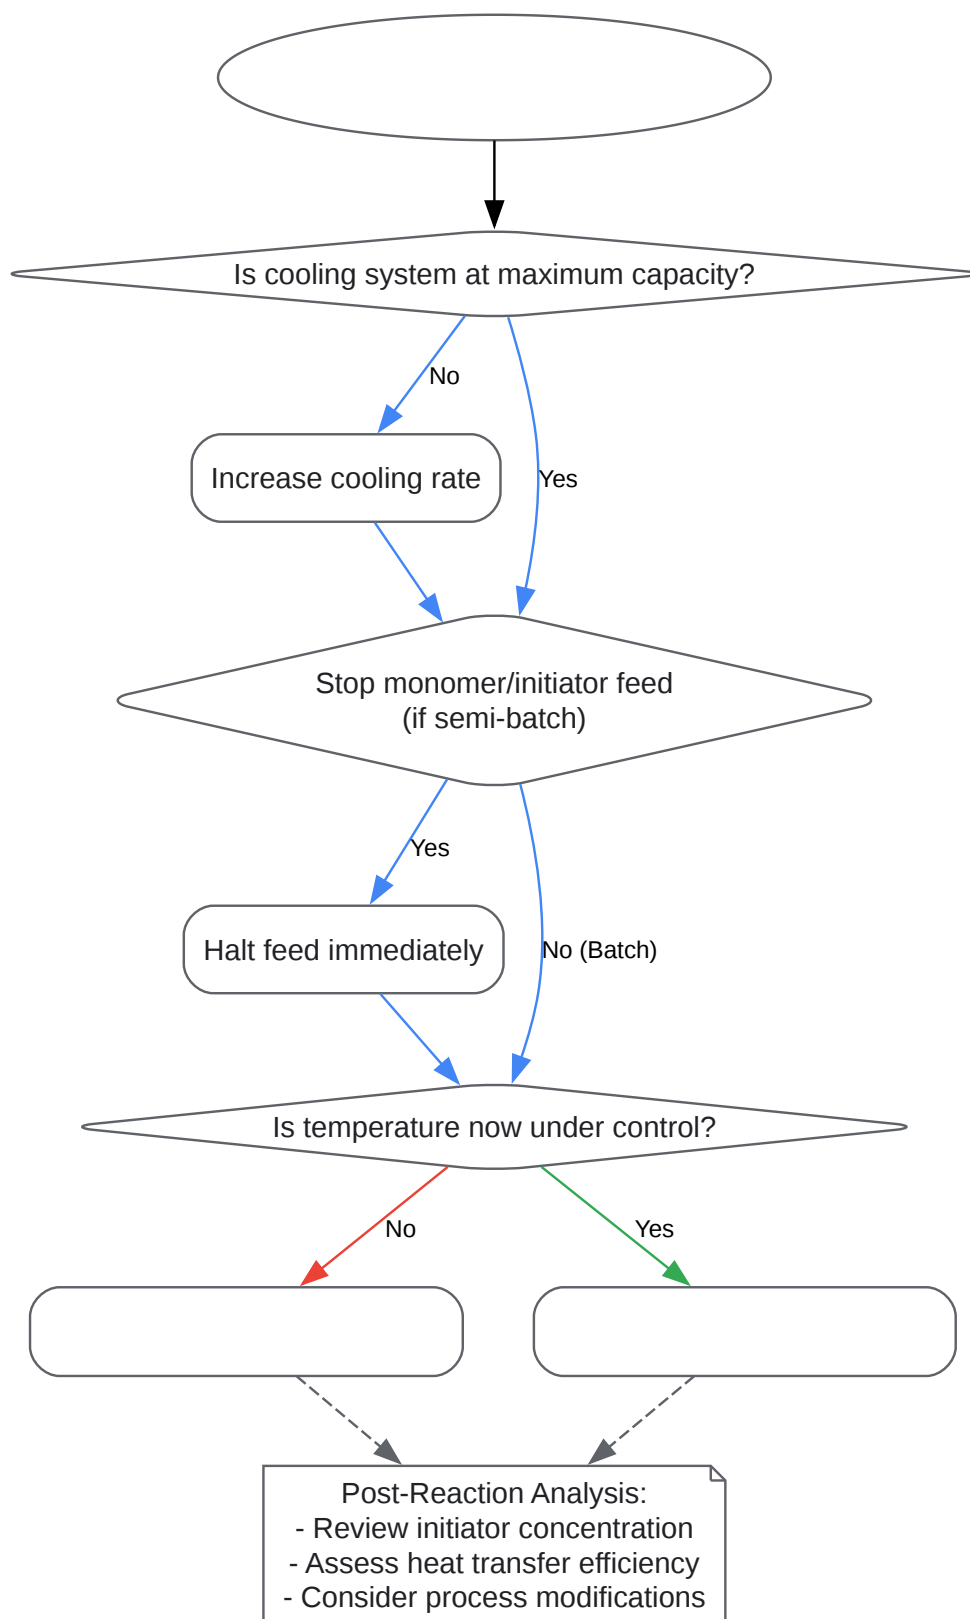 Is cooling system at maximum capacity?
No
Increase cooling rate
Yes
Stop monomer/initiator feed
(if semi-batch)
Yes
Halt feed immediately
No (Batch)
Is temperature now under control?
No
Yes
Post-Reaction Analysis:
- Review initiator concentration
- Assess heat transfer efficiency
- Consider process modifications